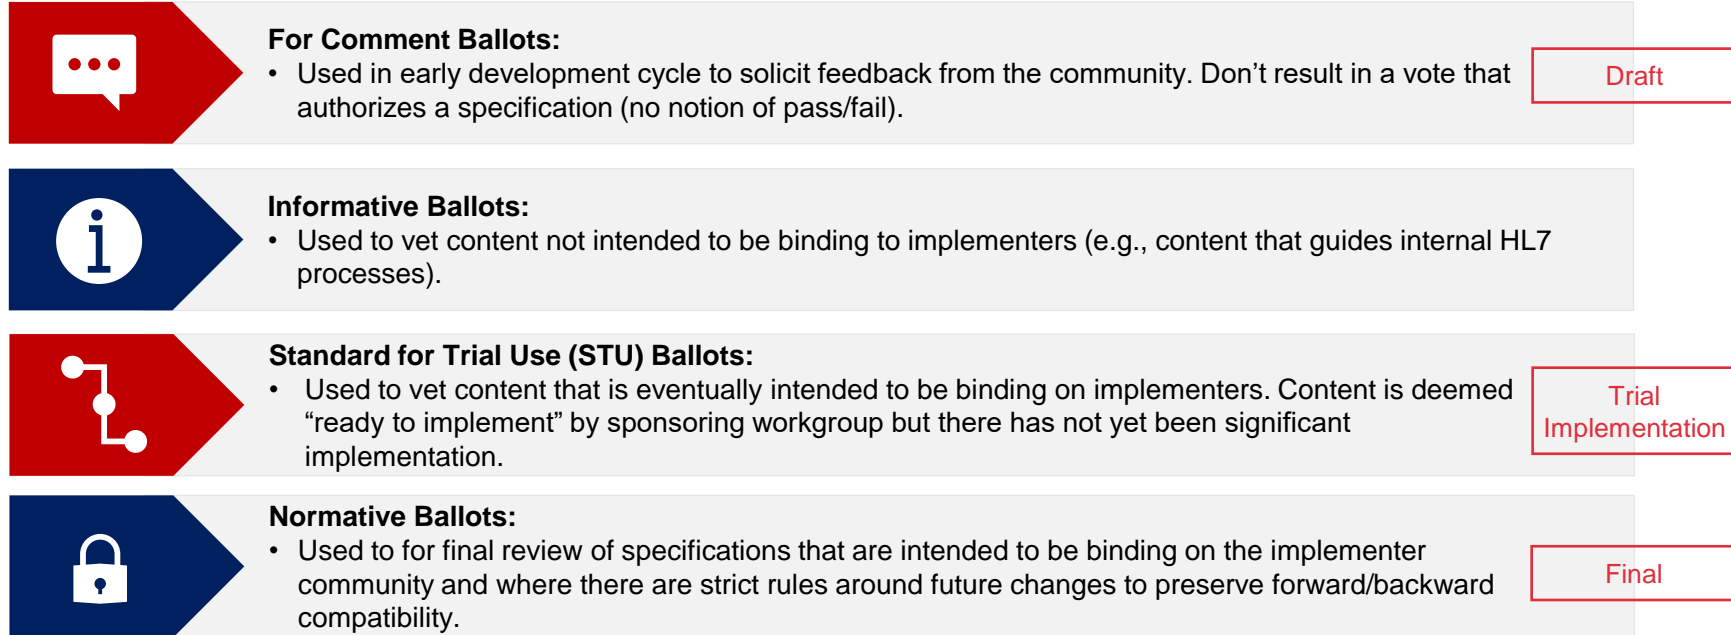 For Comment Ballots:
• Used in early development cycle to solicit feedback from the community. Don’t result in a vote that
authorizes a specification (no notion of pass/fail).
Draft
Informative Ballots:
• Used to vet content not intended to be binding to implementers (e.g., content that guides internal HL7
processes).
Standard for Trial Use (STU) Ballots:
• Used to vet content that is eventually intended to be binding on implementers. Content is deemed
“ready to implement” by sponsoring workgroup but there has not yet been significant
implementation.
Trial
Implementation
Normative Ballots:
• Used to for final review of specifications that are intended to be binding on the implementer
community and where there are strict rules around future changes to preserve forward/backward
compatibility.
Final